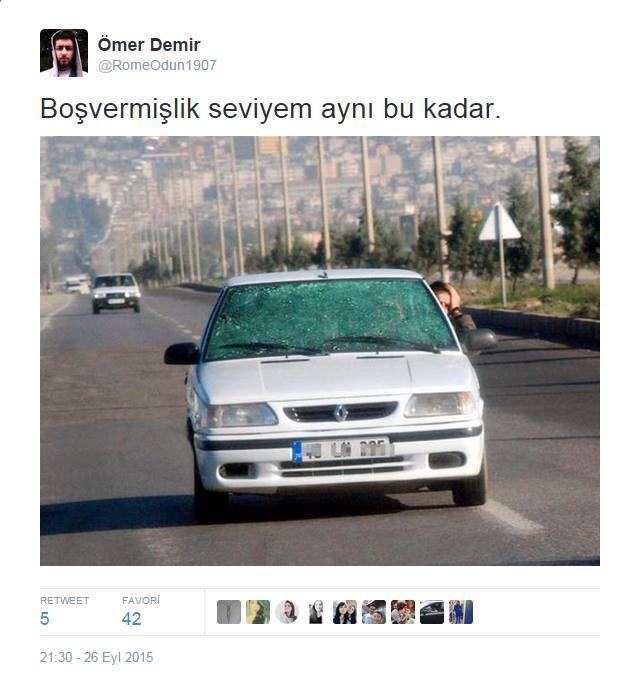 Ömer Demir
@RomeOdun1907
Boşvermişlik seviyem aynı bu kadar.
RETWEET FAVORİ
5 42
21:30 - 26 Eyl 2015